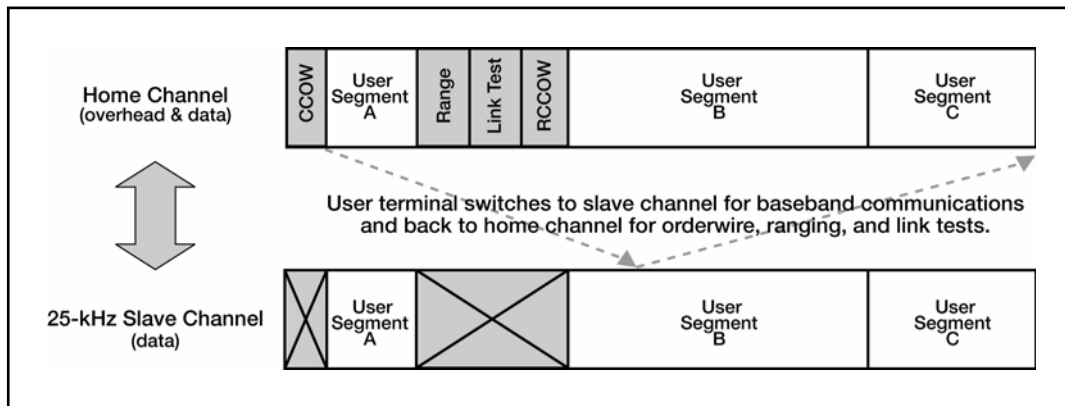 Home Channel
(overhead & data)
CCOW
User
Segment
A
Range
Link Test
RCCOW
User
Segment
B
User
Segment
C
User terminal switches to slave channel for baseband communications
and back to home channel for orderwire, ranging, and link tests.
25-kHz Slave Channel
(data)
User
Segment
A
User
Segment
B
User
Segment
C